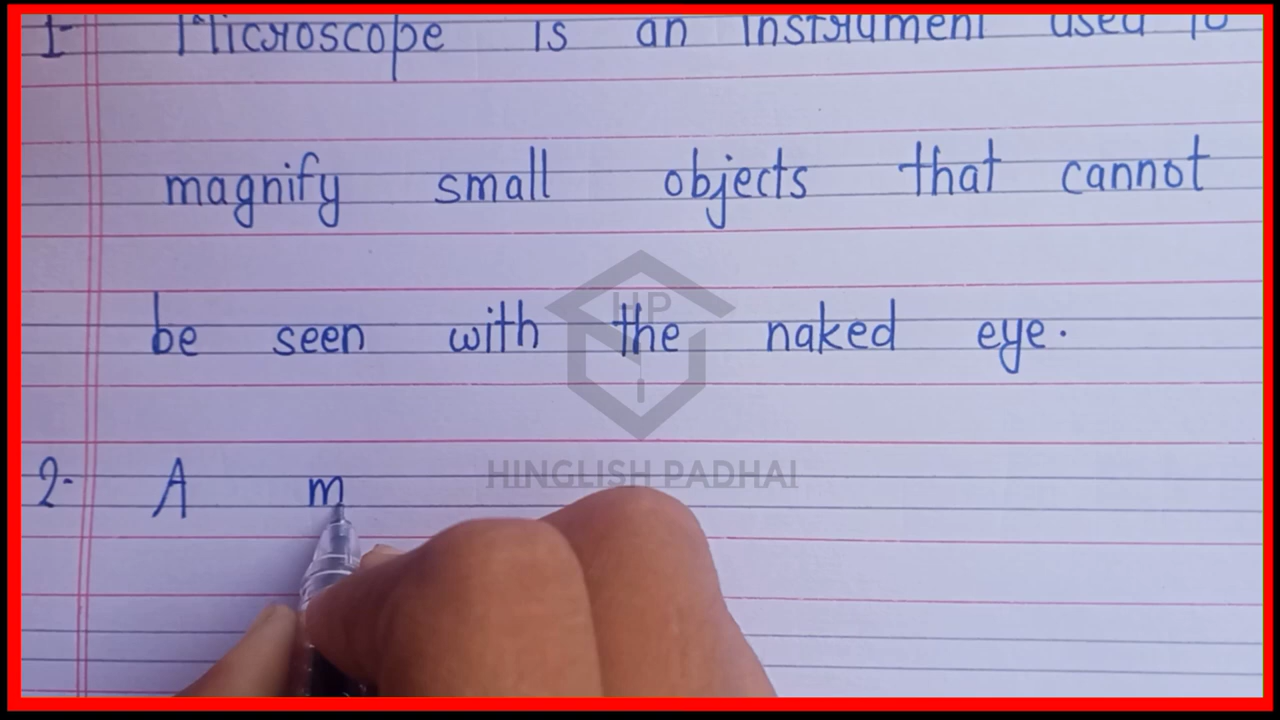 1- Microscope is an instrument used to
magnify small objects that cannot
be seen with the naked eye.
HP
I
HINGLISH PADHAI
2- A m